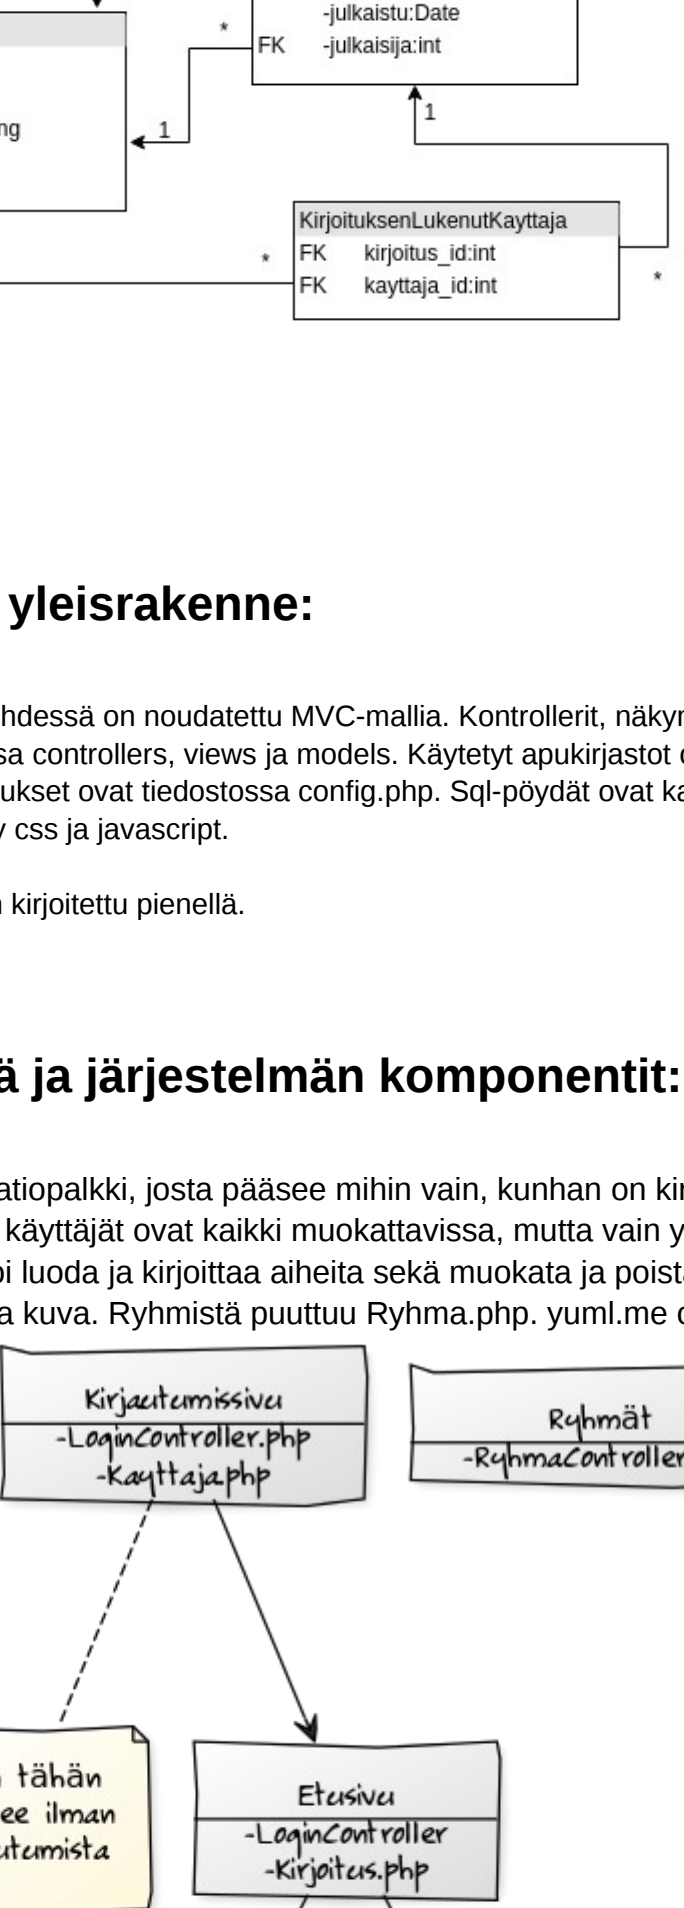 -julkaistu:Date
* FK -julkaisija:int
1
1
ng
KirjoituksenLukenutKayttaja
FK kirjoitus_id:int
*
FK kayttaja_id:int
*
yleisrakenne:
hdessä on noudatettu MVC-mallia. Kontrollerit, näkyn
sa controllers, views ja models. Käytetyt apukirjastot o
ukset ovat tiedostossa config.php. Sql-pöydät ovat ka
css ja javascript.
kirjoitettu pienellä.
ä ja järjestelmän komponentit:
atiopalkki, josta pääsee mihin vain, kunhan on kir
käyttäjät ovat kaikki muokattavissa, mutta vain y
oi luoda ja kirjoittaa aiheita sekä muokata ja poista
a kuva. Ryhmistä puuttuu Ryhma.php. yuml.me o
Kirjautumissivu
-LoginController.php
-Kayttaja.php
Ryhmät
-RyhmaController
tähän
ee ilman
utumista
Etusivu
-LoginController
-Kirjoitus.php